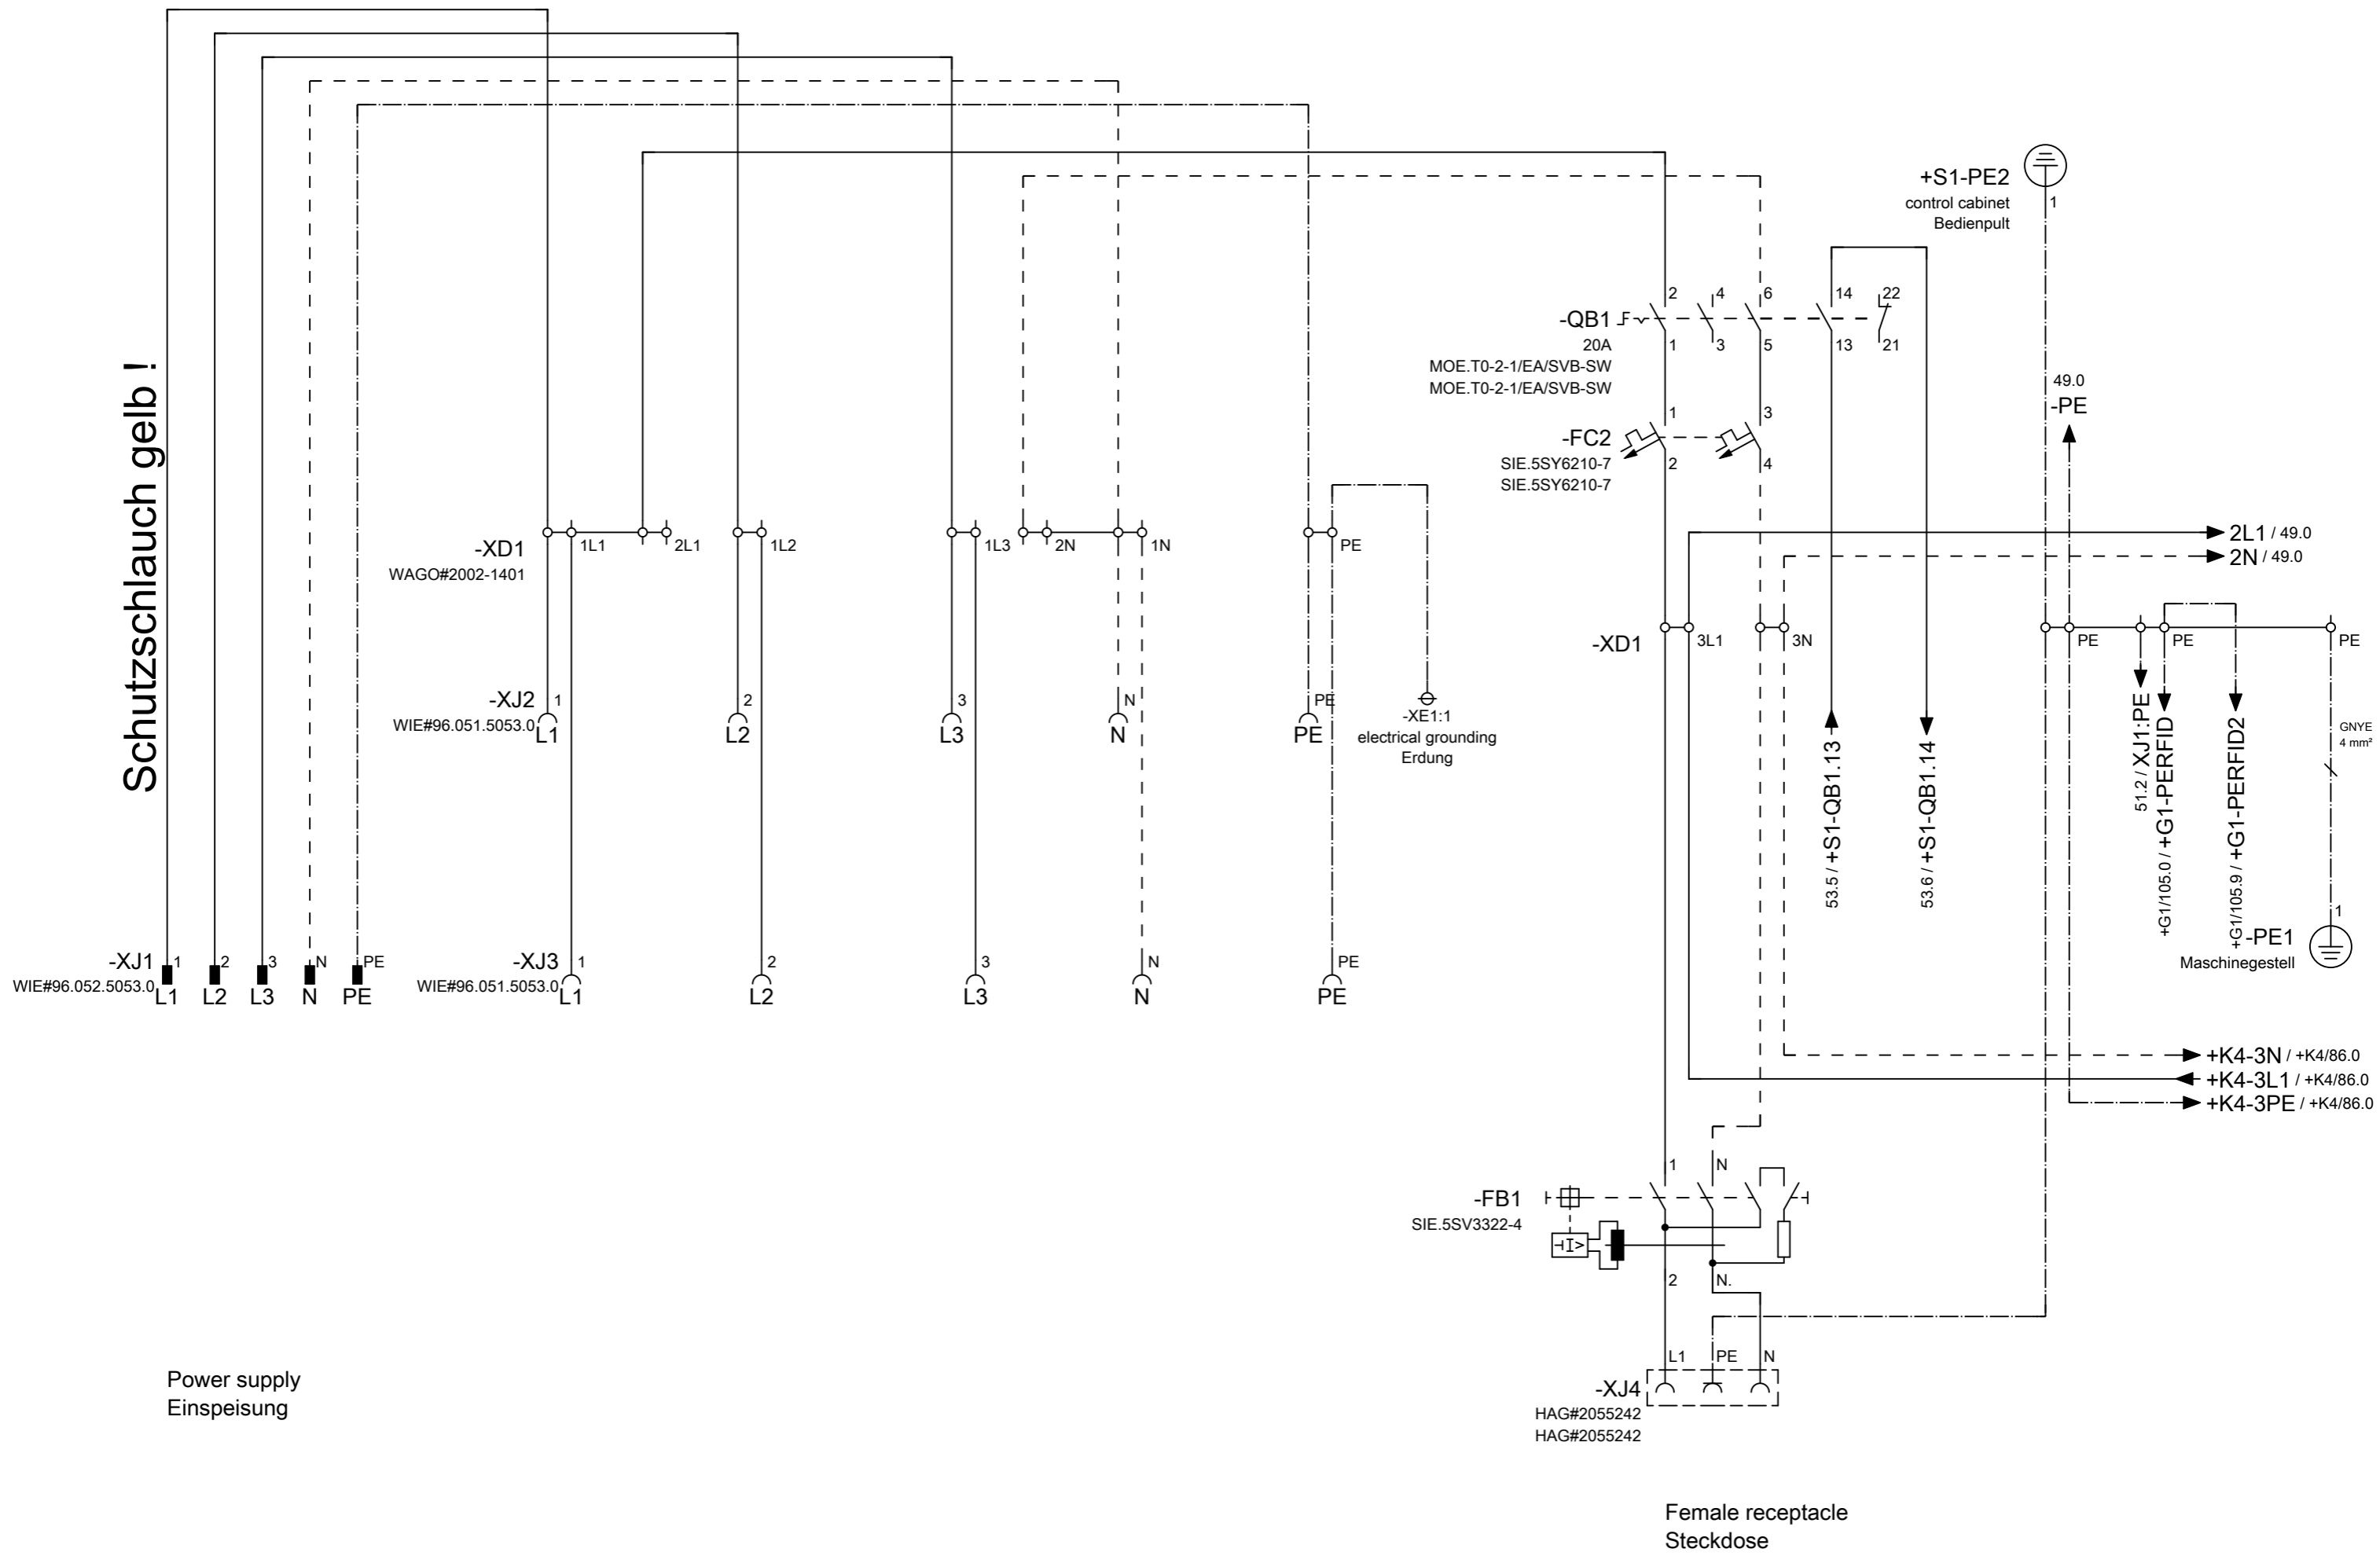 Schutzschlauch gelb !
+S1-PE2
control cabinet
Bedienpult
1
2 4 6 14 22
-QB1
20A
MOE.T0-2-1/EA/SVB-SW
MOE.T0-2-1/EA/SVB-SW
1 3 5 13 21
49.0
-PE
1 3
-FC2
SIE.5SY6210-7
SIE.5SY6210-7
2 4
-XD1
WAGO#2002-1401
1L1 2L1 1L2 1L3 2N 1N PE
2L1 / 49.0
2N / 49.0
-XD1
3L1 3N PE PE PE
-XJ2
WIE#96.051.5053.0
1 2 3 N PE
L1 L2 L3 N PE
-XE1:1
electrical grounding
Erdung
53.5 / +S1-QB1.13
53.6 / +S1-QB1.14
51.2 / XJ1:PE
+G1/105.0 / +G1-PERFID
+G1/105.9 / +G1-PERFID2
GNYE
4 mm²
1
-PE1
Maschinegestell
-XJ1
WIE#96.052.5053.0
1 2 3 N PE
L1 L2 L3 N PE
-XJ3
WIE#96.051.5053.0
1 2 3 N PE
L1 L2 L3 N PE
+K4-3N / +K4/86.0
+K4-3L1 / +K4/86.0
+K4-3PE / +K4/86.0
1 N
-FB1
SIE.5SV3322-4
I>
2 N.
L1 PE N
-XJ4
HAG#2055242
HAG#2055242
Power supply
Einspeisung
Female receptacle
Steckdose